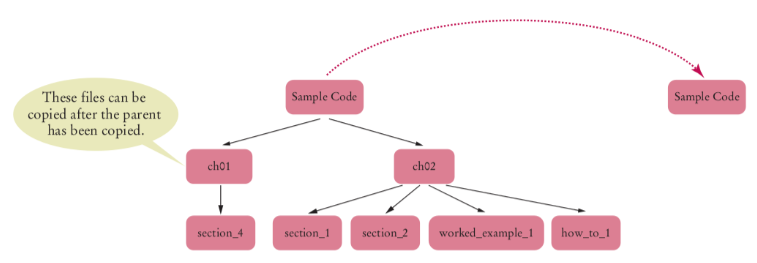 Sample Code
Sample Code
These files can be
copied after the parent
has been copied.
ch01
ch02
section_4
section_1
section_2
worked_example_1
how_to_1